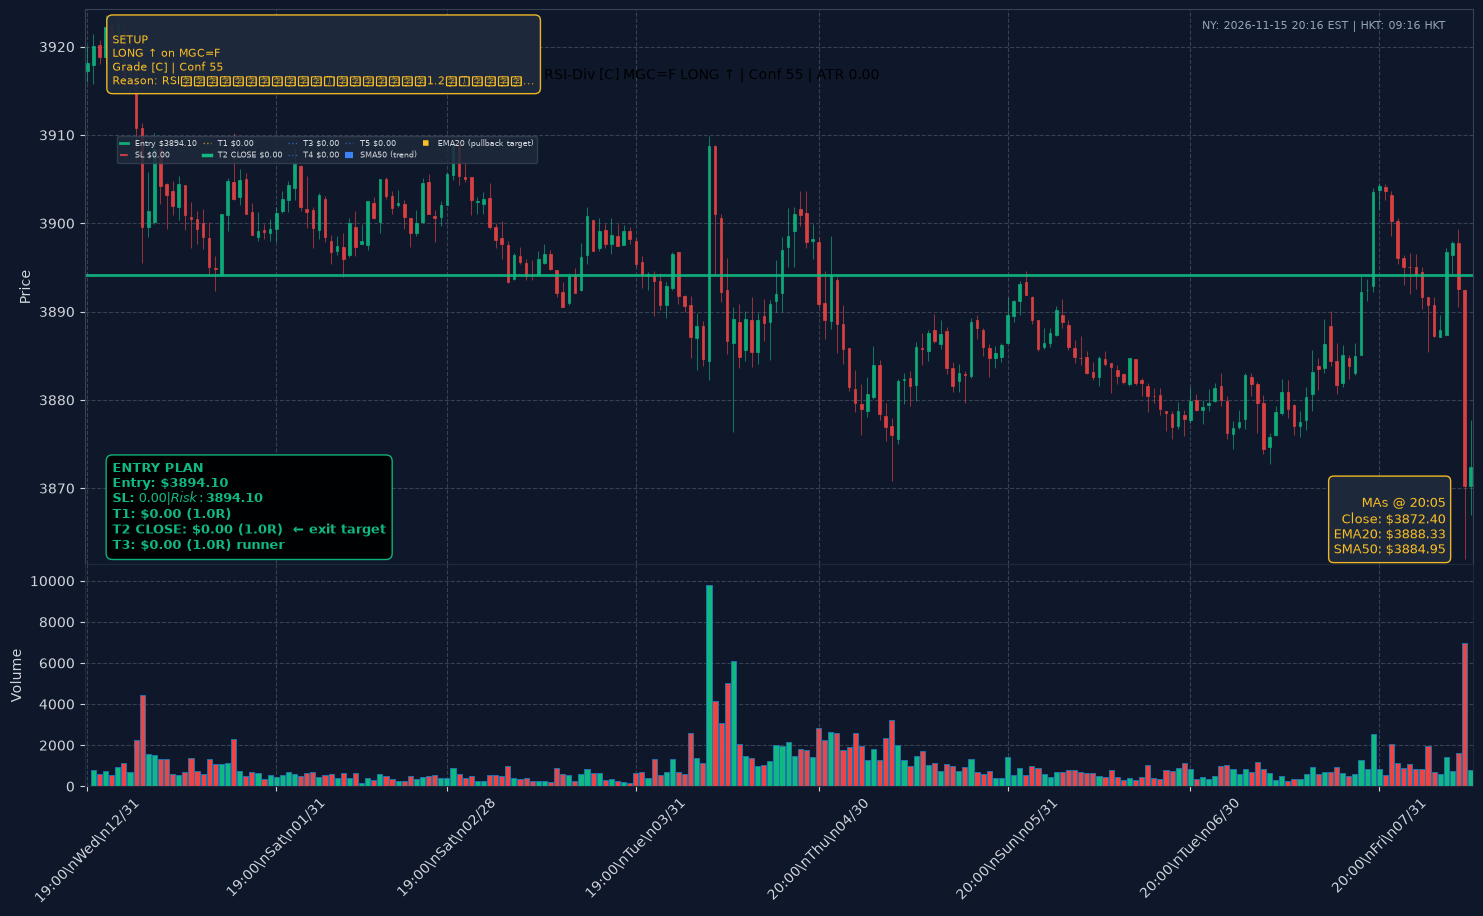 NY: 2026-11-15 20:16 EST | HKT: 09:16 HKT
SETUP
LONG ↑ on MGC=F
Grade [C] | Conf 55
Reason: RSI 1.2 ...
RSI-Div [C] MGC=F LONG ↑ | Conf 55 | ATR 0.00
Entry $3894.10
SL $0.00
T1 $0.00
T2 CLOSE $0.00
T3 $0.00
T4 $0.00
T5 $0.00
SMA50 (trend)
EMA20 (pullback target)
Price
3920
3910
3900
3890
3880
3870
ENTRY PLAN
Entry: $3894.10
SL: 0.00|Risk:3894.10
T1: $0.00 (1.0R)
T2 CLOSE: $0.00 (1.0R) ← exit target
T3: $0.00 (1.0R) runner
MAs @ 20:05
Close: $3872.40
EMA20: $3888.33
SMA50: $3884.95
Volume
10000
8000
6000
4000
2000
0
19:00\nWed\n12/31
19:00\nSat\n01/31
19:00\nSat\n02/28
19:00\nTue\n03/31
20:00\nThu\n04/30
20:00\nSun\n05/31
20:00\nTue\n06/30
20:00\nFri\n07/31